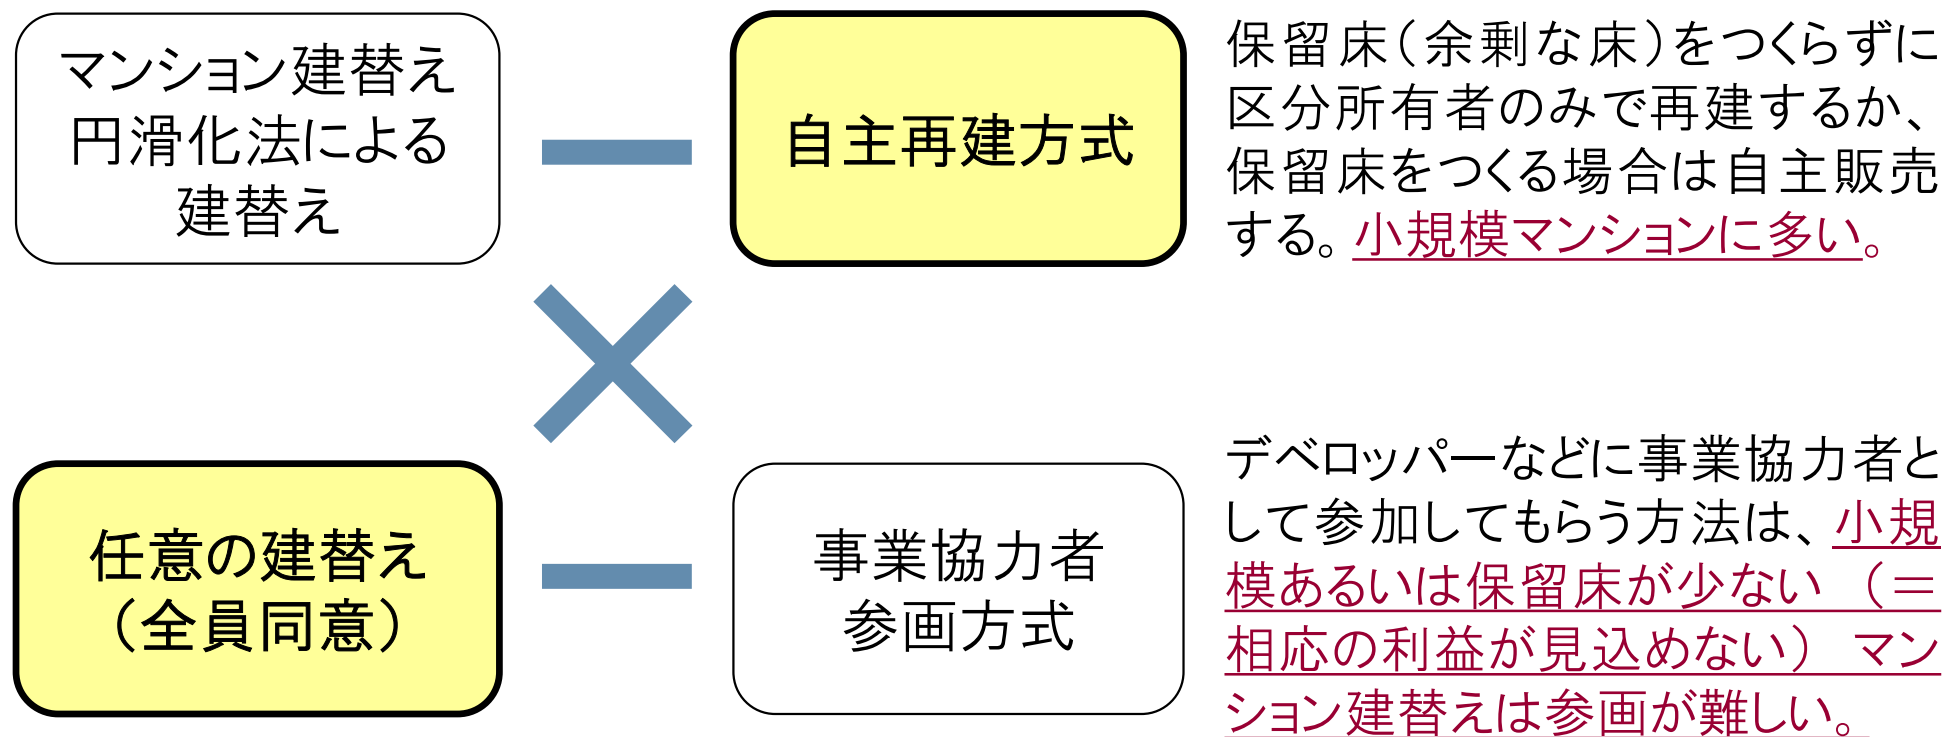 マンション建替え
円滑化法による
建替え
自主再建方式
保留床（余剰な床）をつくらずに
区分所有者のみで再建するか、
保留床をつくる場合は自主販売
する。小規模マンションに多い。
任意の建替え
（全員同意）
事業協力者
参画方式
デベロッパーなどに事業協力者と
して参加してもらう方法は、小規
模あるいは保留床が少ない（＝
相応の利益が見込めない）マン
ション建替えは参画が難しい。